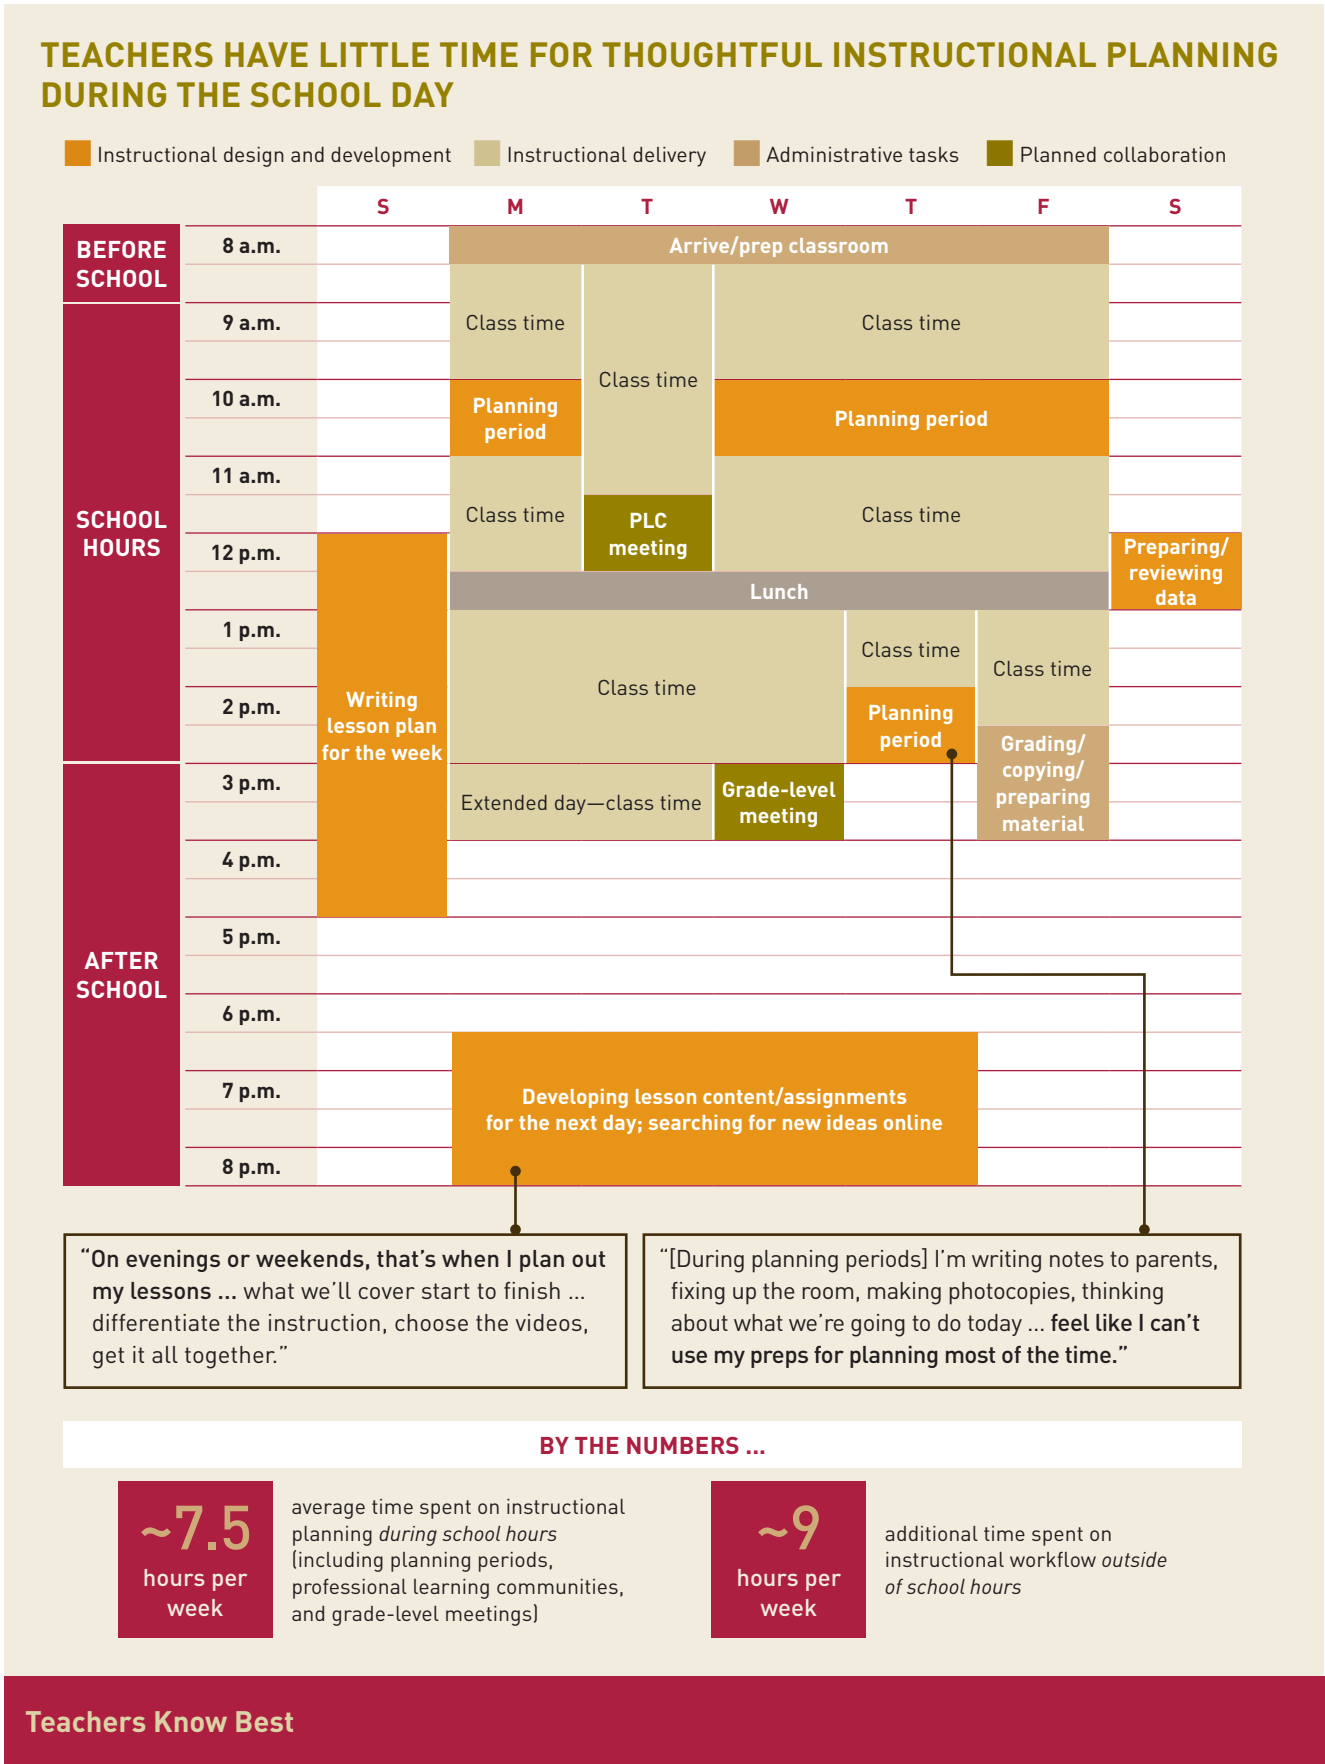 TEACHERS HAVE LITTLE TIME FOR THOUGHTFUL INSTRUCTIONAL PLANNING
DURING THE SCHOOL DAY
Instructional design and development
Instructional delivery
Administrative tasks
Planned collaboration
S M T W T F S
BEFORE
SCHOOL
8 a.m.
Arrive/prep classroom
SCHOOL
HOURS
9 a.m.
Class time
Class time
Class time
10 a.m.
Planning
period
Planning period
11 a.m.
Class time
PLC
meeting
Class time
12 p.m.
Preparing/
reviewing
data
Lunch
1 p.m.
Class time
Class time
Class time
2 p.m.
Writing
lesson plan
for the week
Planning
period
Grading/
copying/
preparing
material
AFTER
SCHOOL
3 p.m.
Extended day—class time
Grade-level
meeting
4 p.m.
5 p.m.
6 p.m.
7 p.m.
Developing lesson content/assignments
for the next day; searching for new ideas online
8 p.m.
“On evenings or weekends, that’s when I plan out
my lessons ... what we’ll cover start to finish ...
differentiate the instruction, choose the videos,
get it all together.”
“[During planning periods] I’m writing notes to parents,
fixing up the room, making photocopies, thinking
about what we’re going to do today ... feel like I can’t
use my preps for planning most of the time.”
BY THE NUMBERS ...
~7.5
hours per
week
average time spent on instructional
planning during school hours
(including planning periods,
professional learning communities,
and grade-level meetings)
~9
hours per
week
additional time spent on
instructional workflow outside
of school hours
Teachers Know Best